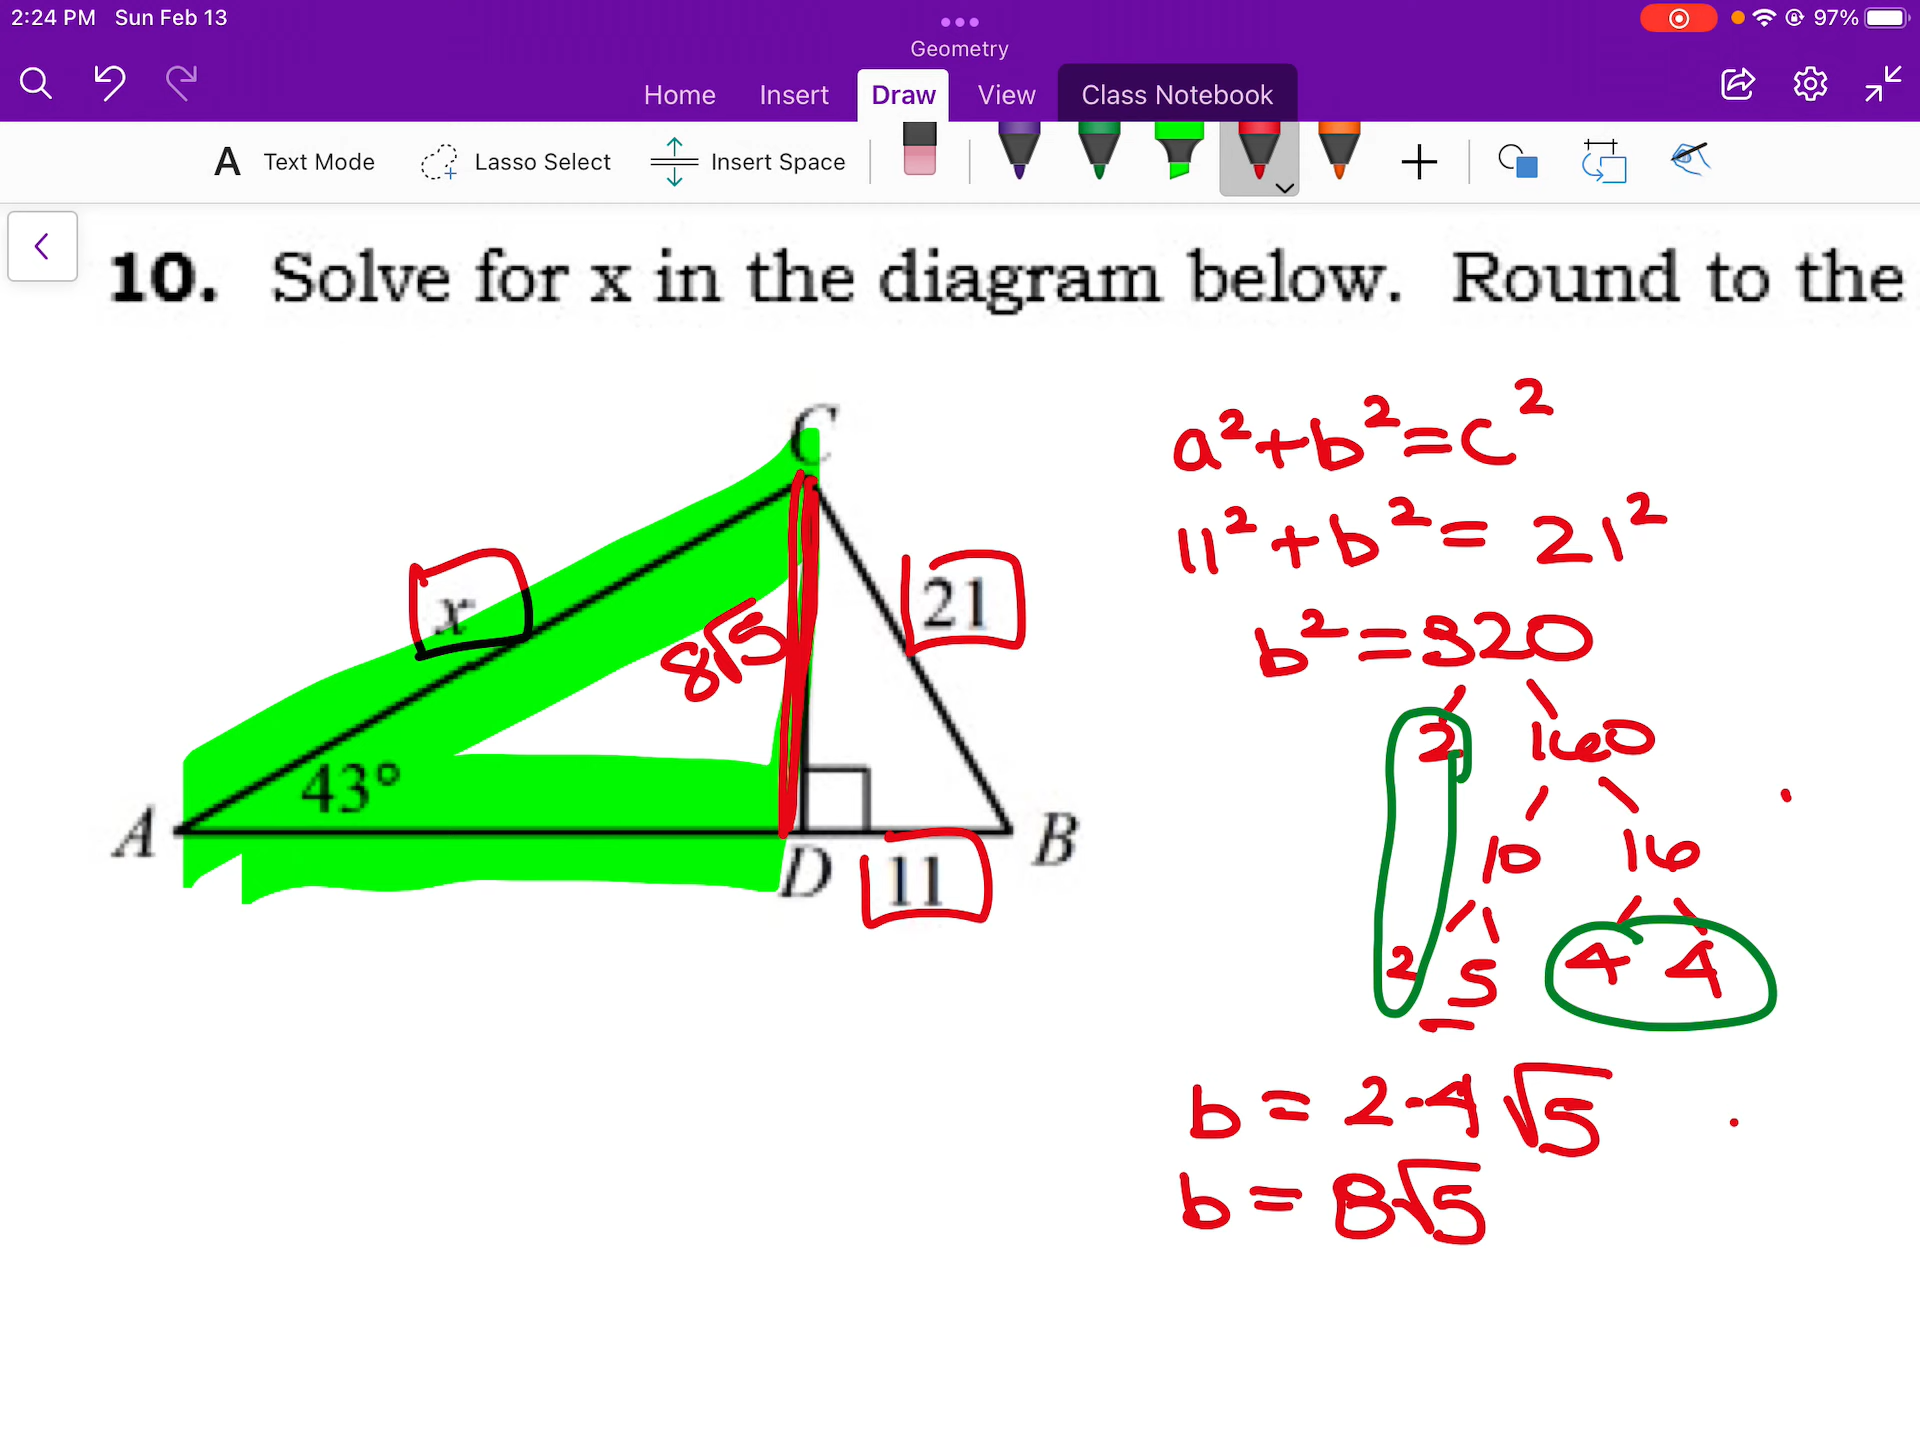 2:24 PM Sun Feb 13
97%
Geometry
Home Insert Draw View Class Notebook
A Text Mode Lasso Select Insert Space
10. Solve for x in the diagram below. Round to the
C
x
21
8√5
43°
A
D
11
B
a²+b²=c²
11²+b²=21²
b²=320
2 160
10 16
2 5 4 4
b=2·4√5
b=8√5